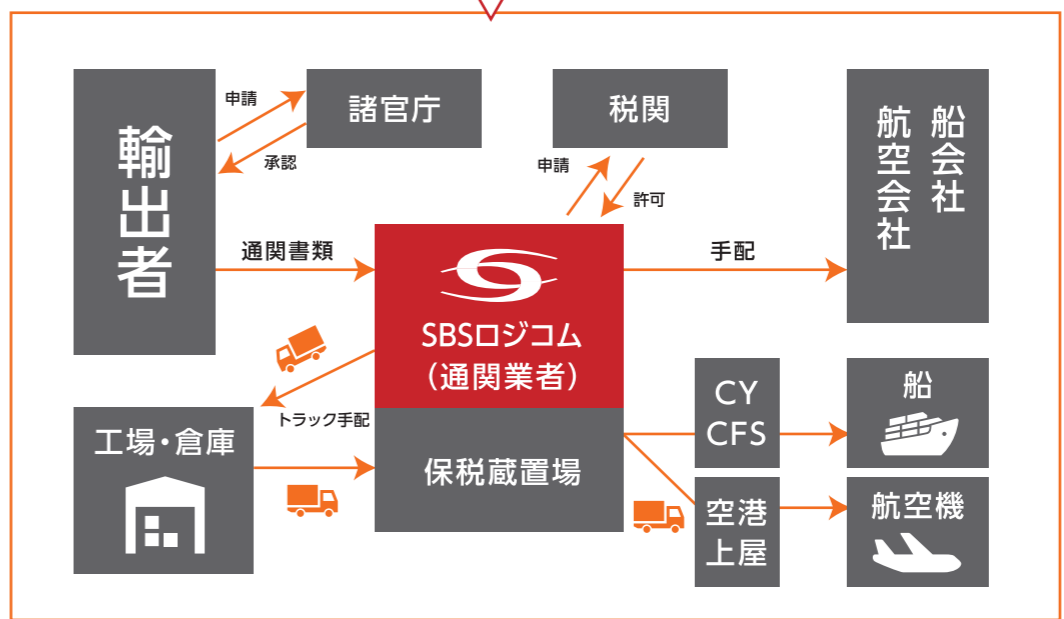 輸出者
申請
承認
諸官庁
申請
許可
税関
船会社
航空会社
通関書類
SBSロジコム
(通関業者)
手配
トラック手配
工場・倉庫
保税蔵置場
CY
CFS
船
空港
上屋
航空機